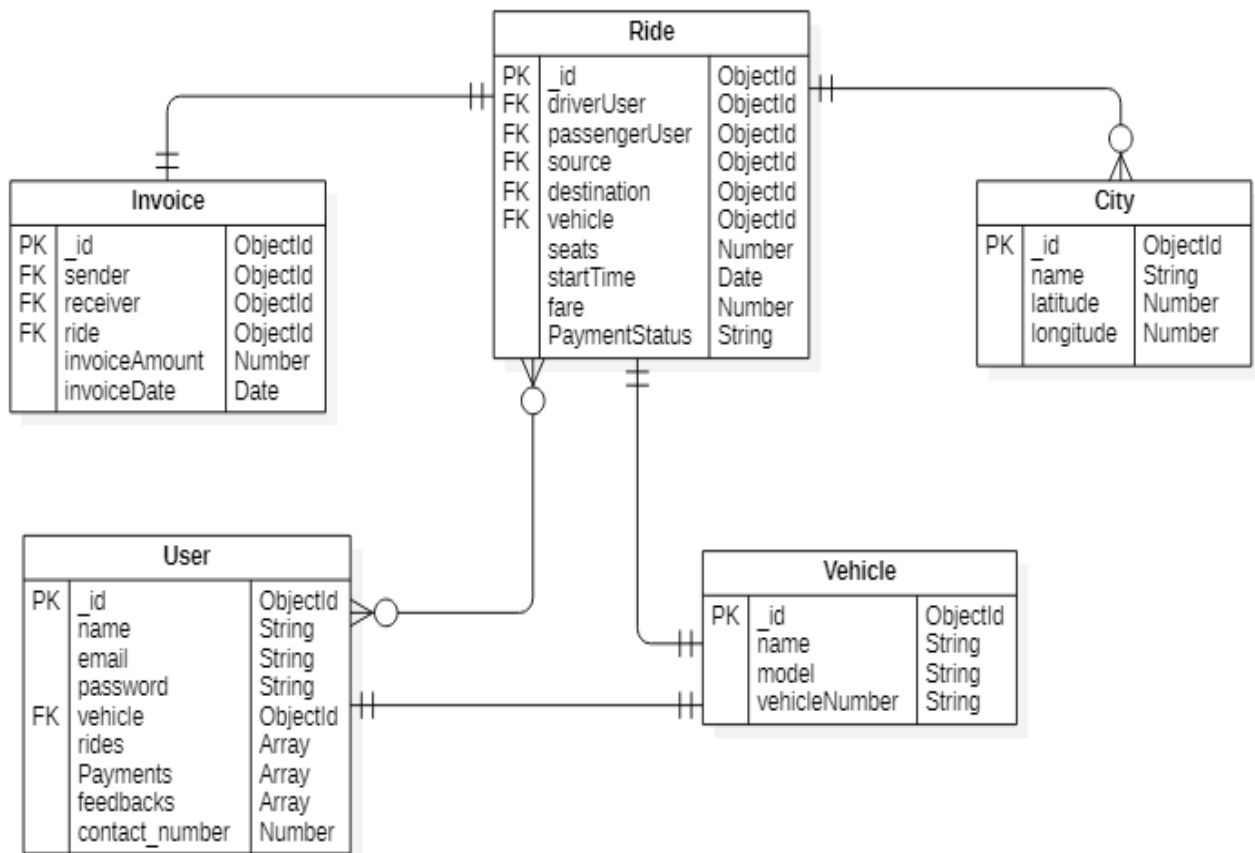 Ride
PK _id ObjectId
FK driverUser ObjectId
FK passengerUser ObjectId
FK source ObjectId
FK destination ObjectId
FK vehicle ObjectId
seats Number
startTime Date
fare Number
PaymentStatus String
Invoice
PK _id ObjectId
FK sender ObjectId
FK receiver ObjectId
FK ride ObjectId
invoiceAmount Number
invoiceDate Date
City
PK _id ObjectId
name String
latitude Number
longitude Number
User
PK _id ObjectId
name String
email String
password String
FK vehicle ObjectId
rides Array
Payments Array
feedbacks Array
contact_number Number
Vehicle
PK _id ObjectId
name String
model String
vehicleNumber String